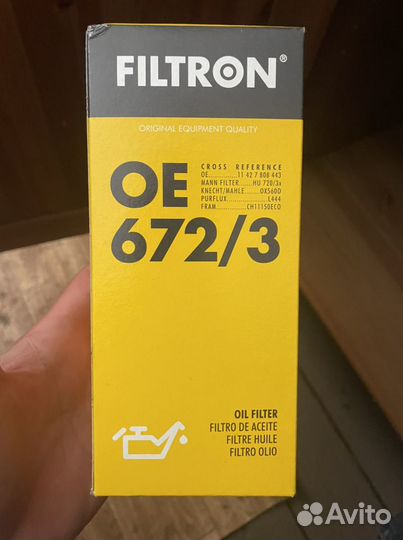 FILTRON®
ORIGINAL EQUIPMENT QUALITY
OE
672/3
CROSS REFERENCE
OE..............11 42 7 808 443
MANN FILTER......HU 720/3x
KNECHT/MAHLE......OX560D
PURFLUX..............L444
FRAM..........CH11150ECO
OIL FILTER
FILTRO DE ACEITE
FILTRE HUILE
FILTRO OLIO
Avito